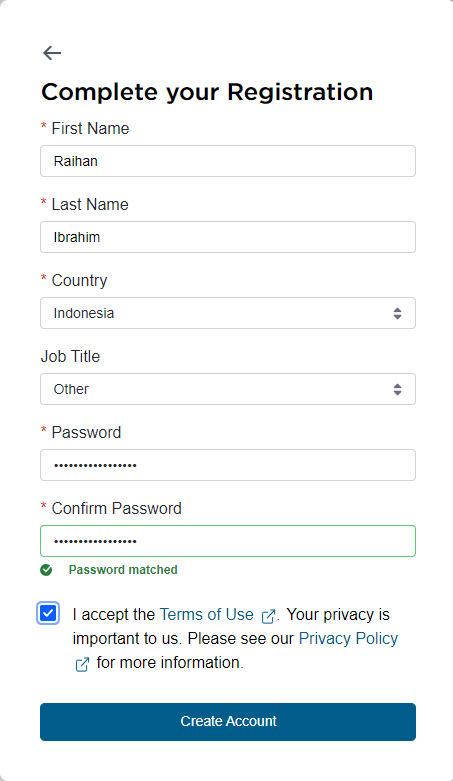 Complete your Registration
* First Name
Raihan
* Last Name
Ibrahim
* Country
Indonesia
Job Title
Other
* Password
•••••••••••••••••
* Confirm Password
•••••••••••••••••
Password matched
I accept the Terms of Use . Your privacy is
important to us. Please see our Privacy Policy
for more information.
Create Account